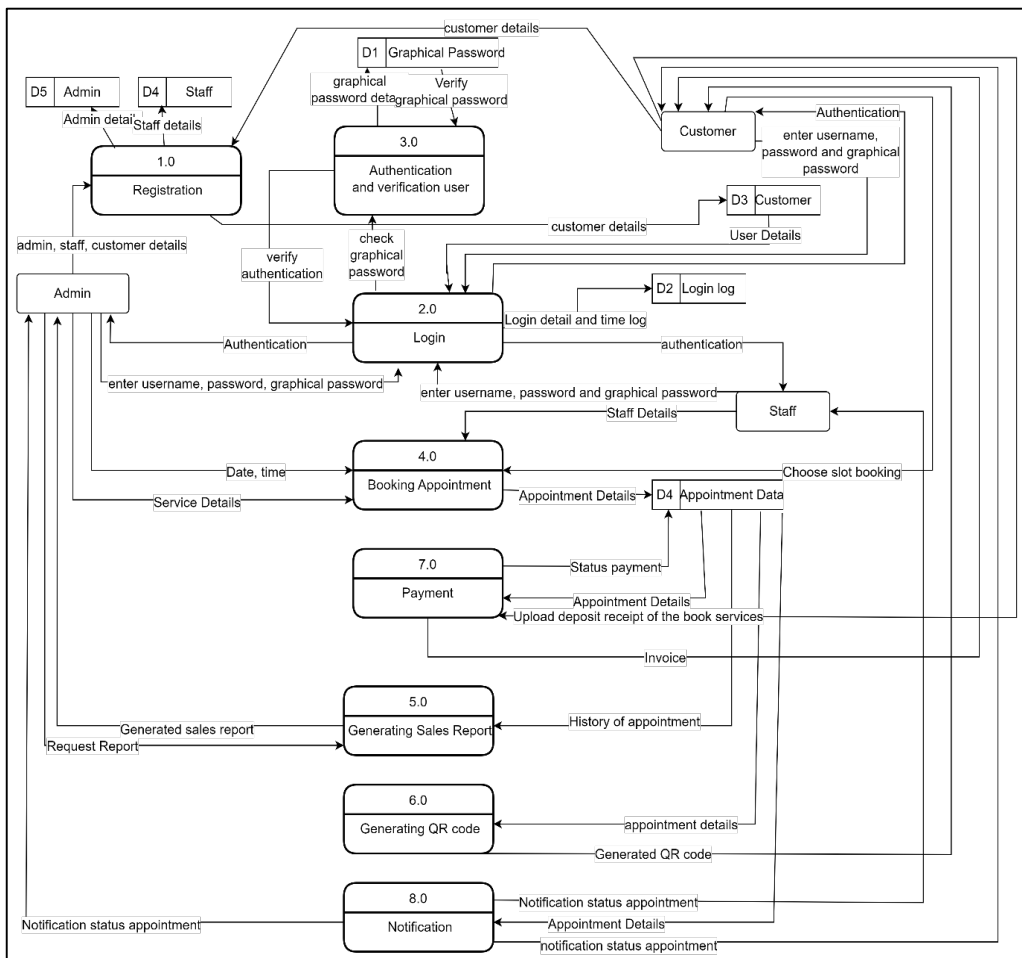 customer details
D1 Graphical Password
D5 Admin
D4 Staff
graphical
password deta
Verify
graphical password
Admin detail
Staff details
Authentication
Customer
enter username,
password and graphical
password
1.0
Registration
3.0
Authentication
and verification user
D3 Customer
customer details
User Details
admin, staff, customer details
check
graphical
password
verify
authentication
Admin
D2 Login log
2.0
Login
Login detail and time log
Authentication
authentication
enter username, password, graphical password
enter username, password and graphical password
Staff
Staff Details
4.0
Booking Appointment
Date, time
Choose slot booking
Service Details
Appointment Details
D4 Appointment Data
7.0
Payment
Status payment
Appointment Details
Upload deposit receipt of the book services
Invoice
5.0
Generating Sales Report
Generated sales report
History of appointment
Request Report
6.0
Generating QR code
appointment details
Generated QR code
8.0
Notification
Notification status appointment
Notification status appointment
Appointment Details
notification status appointment